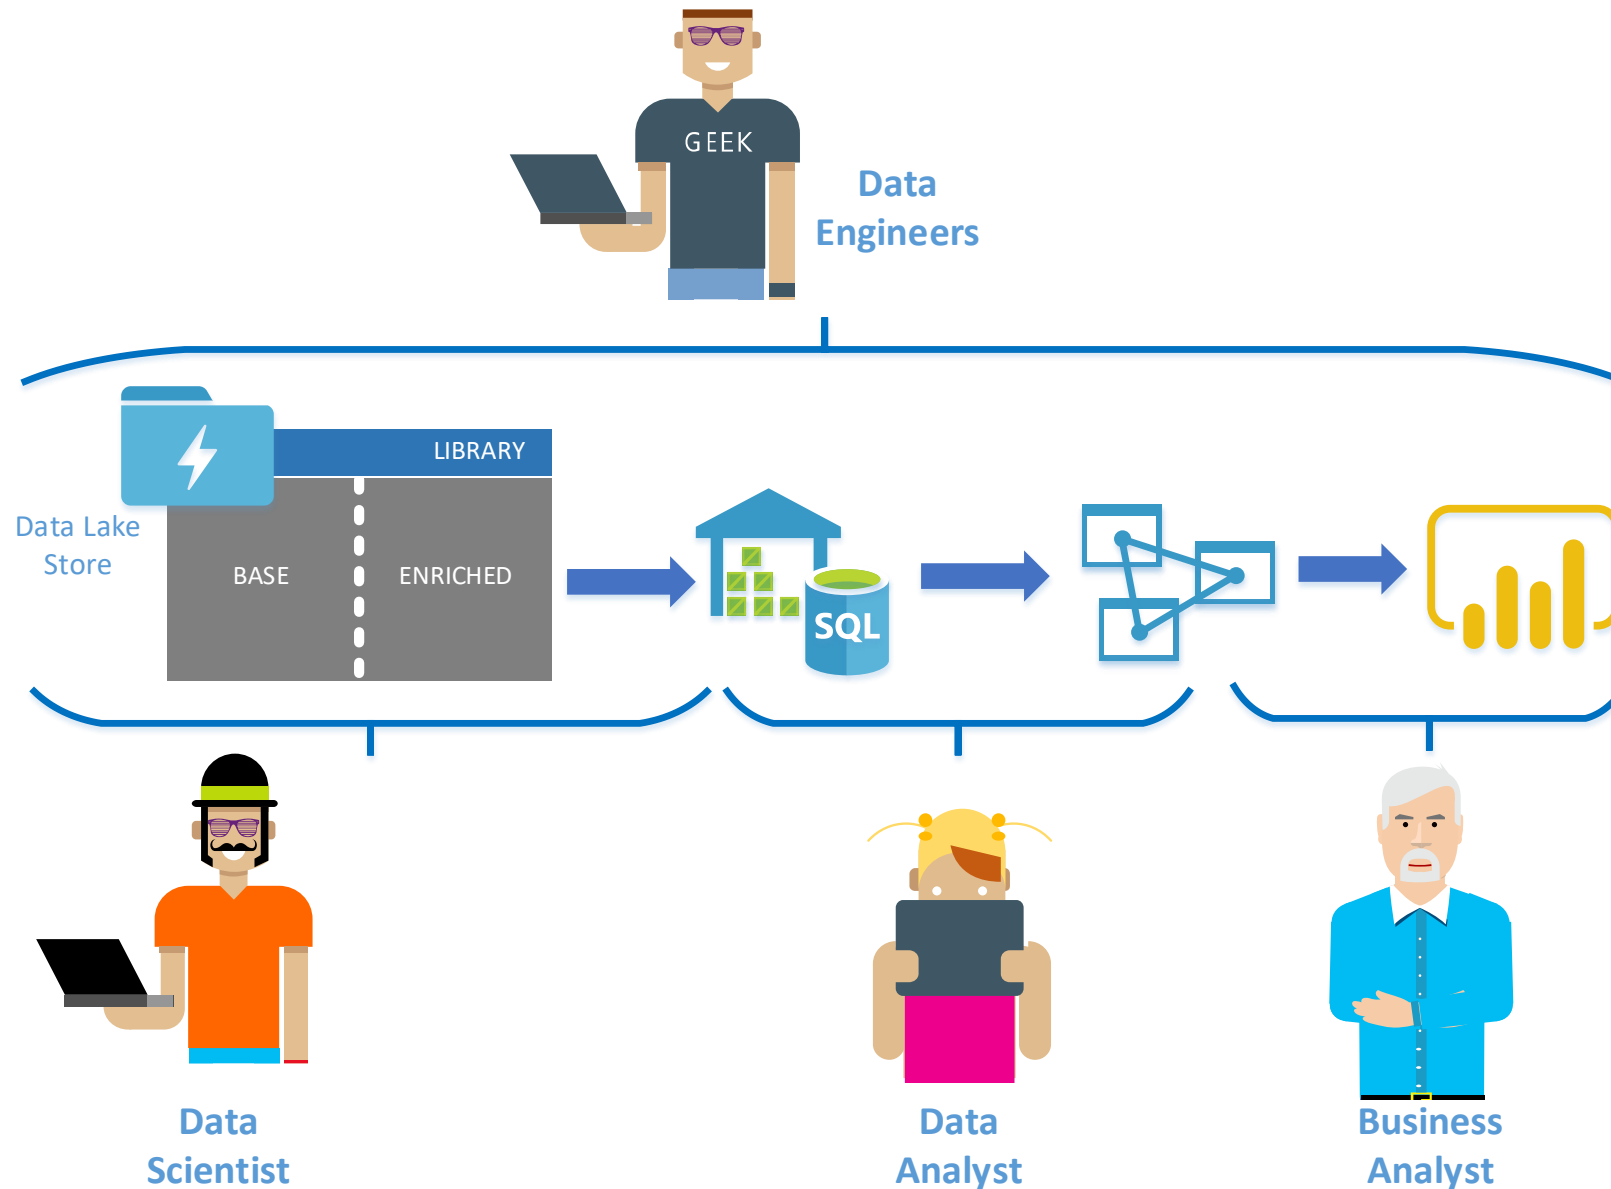 GEEK
Data
Engineers
LIBRARY
Data Lake
Store
BASE
ENRICHED
SQL
Data
Scientist
Data
Analyst
Business
Analyst